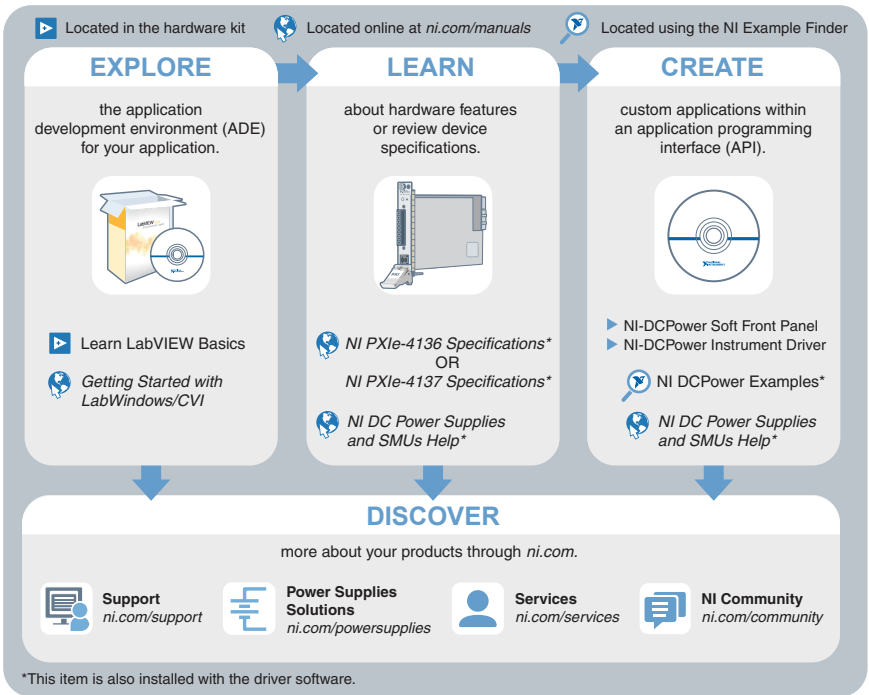 Located in the hardware kit
Located online at ni.com/manuals
Located using the NI Example Finder
EXPLORE
the application
development environment (ADE)
for your application.
LabVIEW
Learn LabVIEW Basics
Getting Started with
LabWindows/CVI
LEARN
about hardware features
or review device
specifications.
NI PXIe-4136 Specifications*
OR
NI PXIe-4137 Specifications*
NI DC Power Supplies
and SMUs Help*
CREATE
custom applications within
an application programming
interface (API).
NI-DCPower Soft Front Panel
NI-DCPower Instrument Driver
NI DCPower Examples*
NI DC Power Supplies
and SMUs Help*
DISCOVER
more about your products through ni.com.
Support
ni.com/support
Power Supplies
Solutions
ni.com/powersupplies
Services
ni.com/services
NI Community
ni.com/community
*This item is also installed with the driver software.